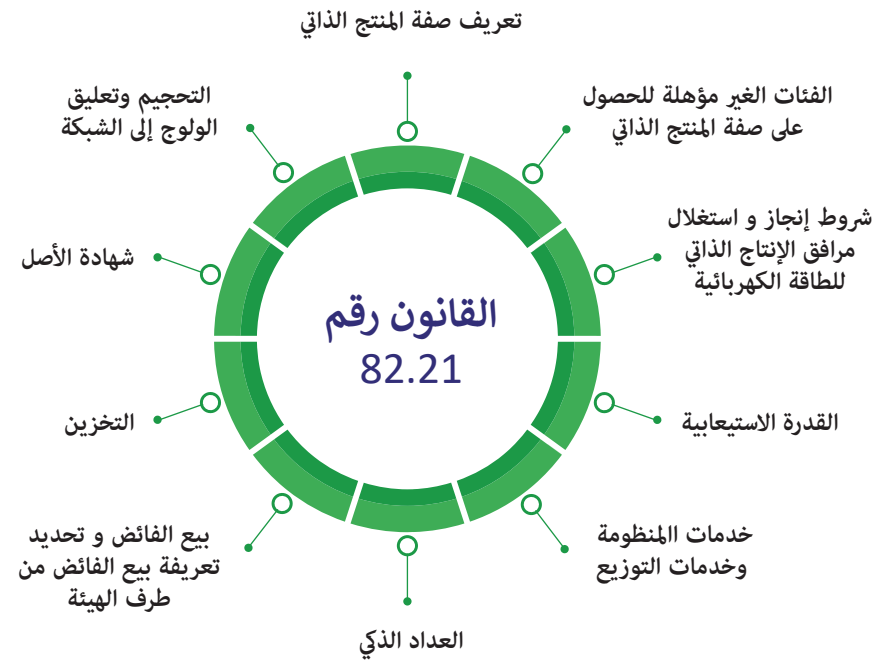 تعريف صفة المنتج الذاتي
الفئات الغير مؤهلة للحصول
على صفة المنتج الذاتي
شروط إنجاز و استغلال
مرافق الإنتاج الذاتي
للطاقة الكهربائية
القدرة الاستيعابية
خدمات االمنظومة
وخدمات التوزيع
العداد الذكي
بيع الفائض و تحديد
تعريفة بيع الفائض من
طرف الهيئة
التخزين
شهادة الأصل
التحجيم وتعليق
الولوج إلى الشبكة
القانون رقم
82.21